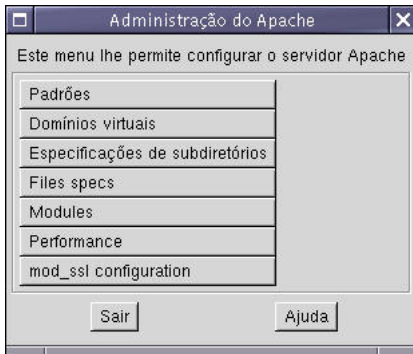 Administração do Apache
Este menu lhe permite configurar o servidor Apache
Padrões
Domínios virtuais
Especificações de subdiretórios
Files specs
Modules
Performance
mod_ssl configuration
Sair
Ajuda